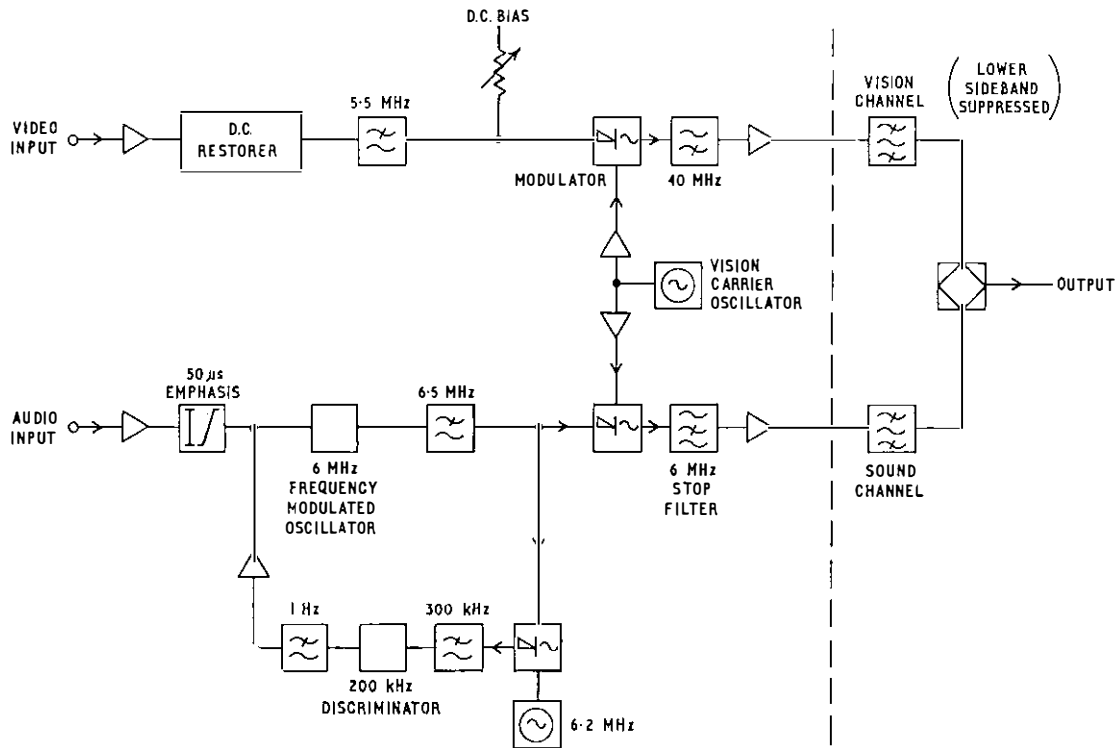 D.C. BIAS
VIDEO
INPUT
D.C.
RESTORER
5·5 MHz
MODULATOR
40 MHz
VISION
CHANNEL
(LOWER
SIDEBAND
SUPPRESSED)
VISION
CARRIER
OSCILLATOR
OUTPUT
AUDIO
INPUT
50 µs
EMPHASIS
6 MHz
FREQUENCY
MODULATED
OSCILLATOR
6·5 MHz
6 MHz
STOP
FILTER
SOUND
CHANNEL
1 Hz
200 kHz
DISCRIMINATOR
300 kHz
6·2 MHz